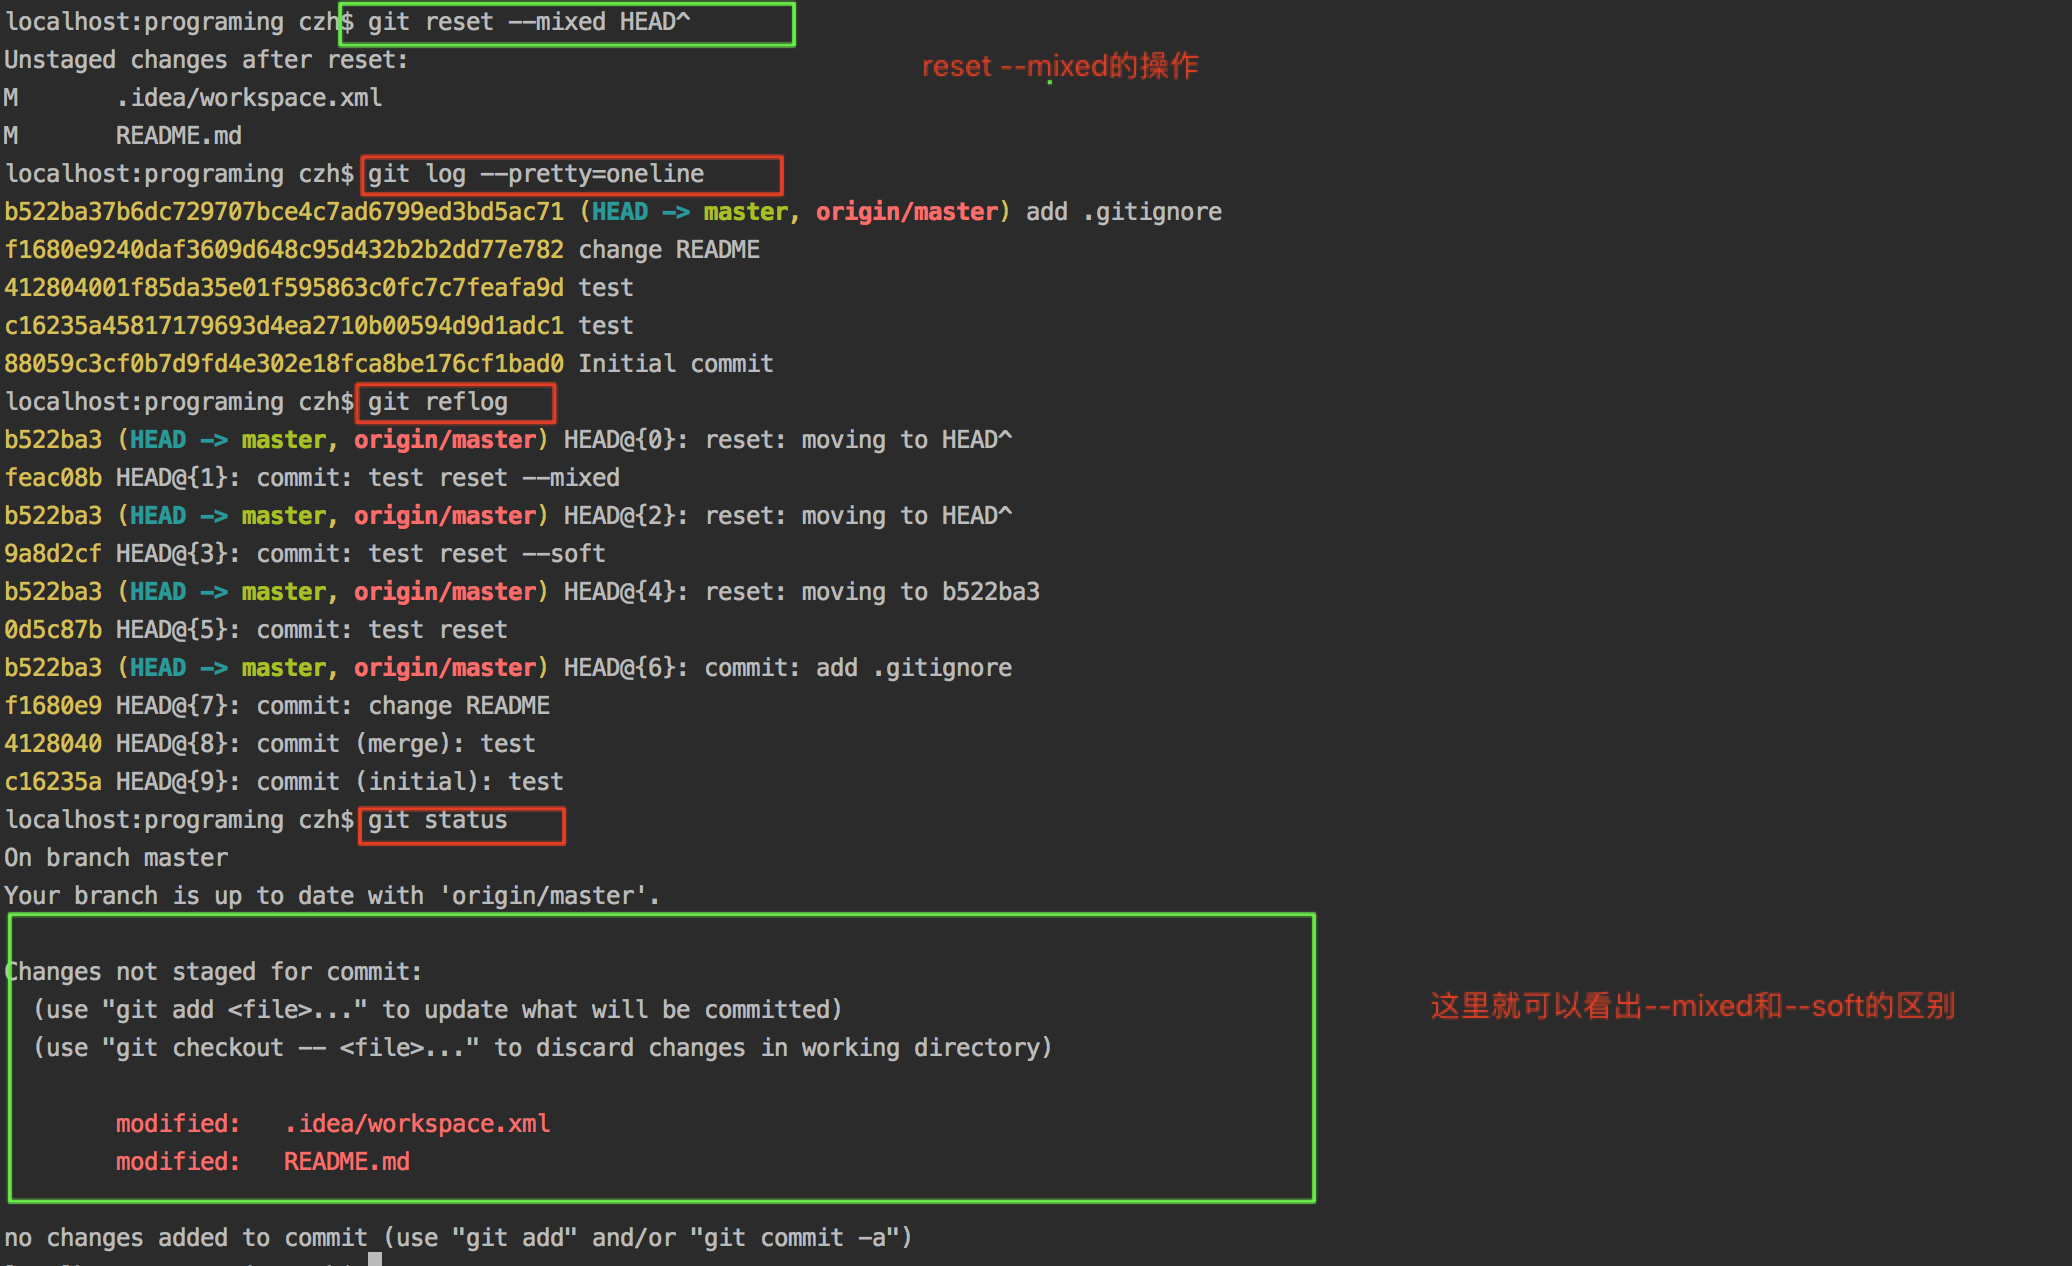 localhost:programing czh$ git reset --mixed HEAD^
Unstaged changes after reset:
reset --mixed的操作
M       .idea/workspace.xml
M       README.md
localhost:programing czh$ git log --pretty=oneline
b522ba37b6dc729707bce4c7ad6799ed3bd5ac71 (HEAD -> master, origin/master) add .gitignore
f1680e9240daf3609d648c95d432b2b2dd77e782 change README
412804001f85da35e01f595863c0fc7c7feafa9d test
c16235a45817179693d4ea2710b00594d9d1adc1 test
88059c3cf0b7d9fd4e302e18fca8be176cf1bad0 Initial commit
localhost:programing czh$ git reflog
b522ba3 (HEAD -> master, origin/master) HEAD@{0}: reset: moving to HEAD^
feac08b HEAD@{1}: commit: test reset --mixed
b522ba3 (HEAD -> master, origin/master) HEAD@{2}: reset: moving to HEAD^
9a8d2cf HEAD@{3}: commit: test reset --soft
b522ba3 (HEAD -> master, origin/master) HEAD@{4}: reset: moving to b522ba3
0d5c87b HEAD@{5}: commit: test reset
b522ba3 (HEAD -> master, origin/master) HEAD@{6}: commit: add .gitignore
f1680e9 HEAD@{7}: commit: change README
4128040 HEAD@{8}: commit (merge): test
c16235a HEAD@{9}: commit (initial): test
localhost:programing czh$ git status
On branch master
Your branch is up to date with 'origin/master'.
Changes not staged for commit:
  (use "git add <file>..." to update what will be committed)
这里就可以看出--mixed和--soft的区别
  (use "git checkout -- <file>..." to discard changes in working directory)
        modified:   .idea/workspace.xml
        modified:   README.md
no changes added to commit (use "git add" and/or "git commit -a")